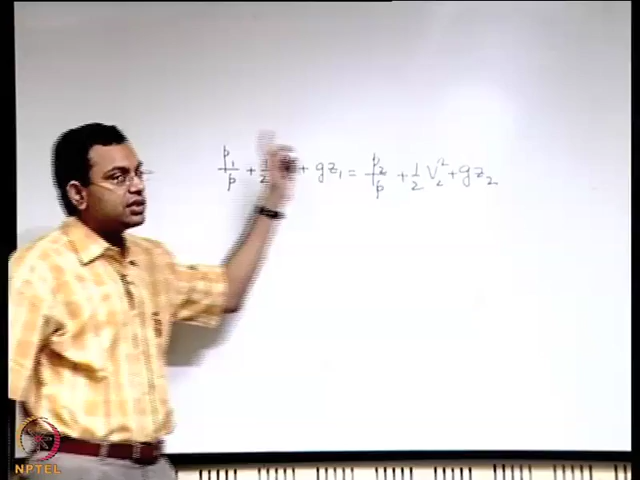 p₁/ρ + 1/2 + gz₁ = p₂/ρ + 1/2 V₂² + gz₂
NPTEL